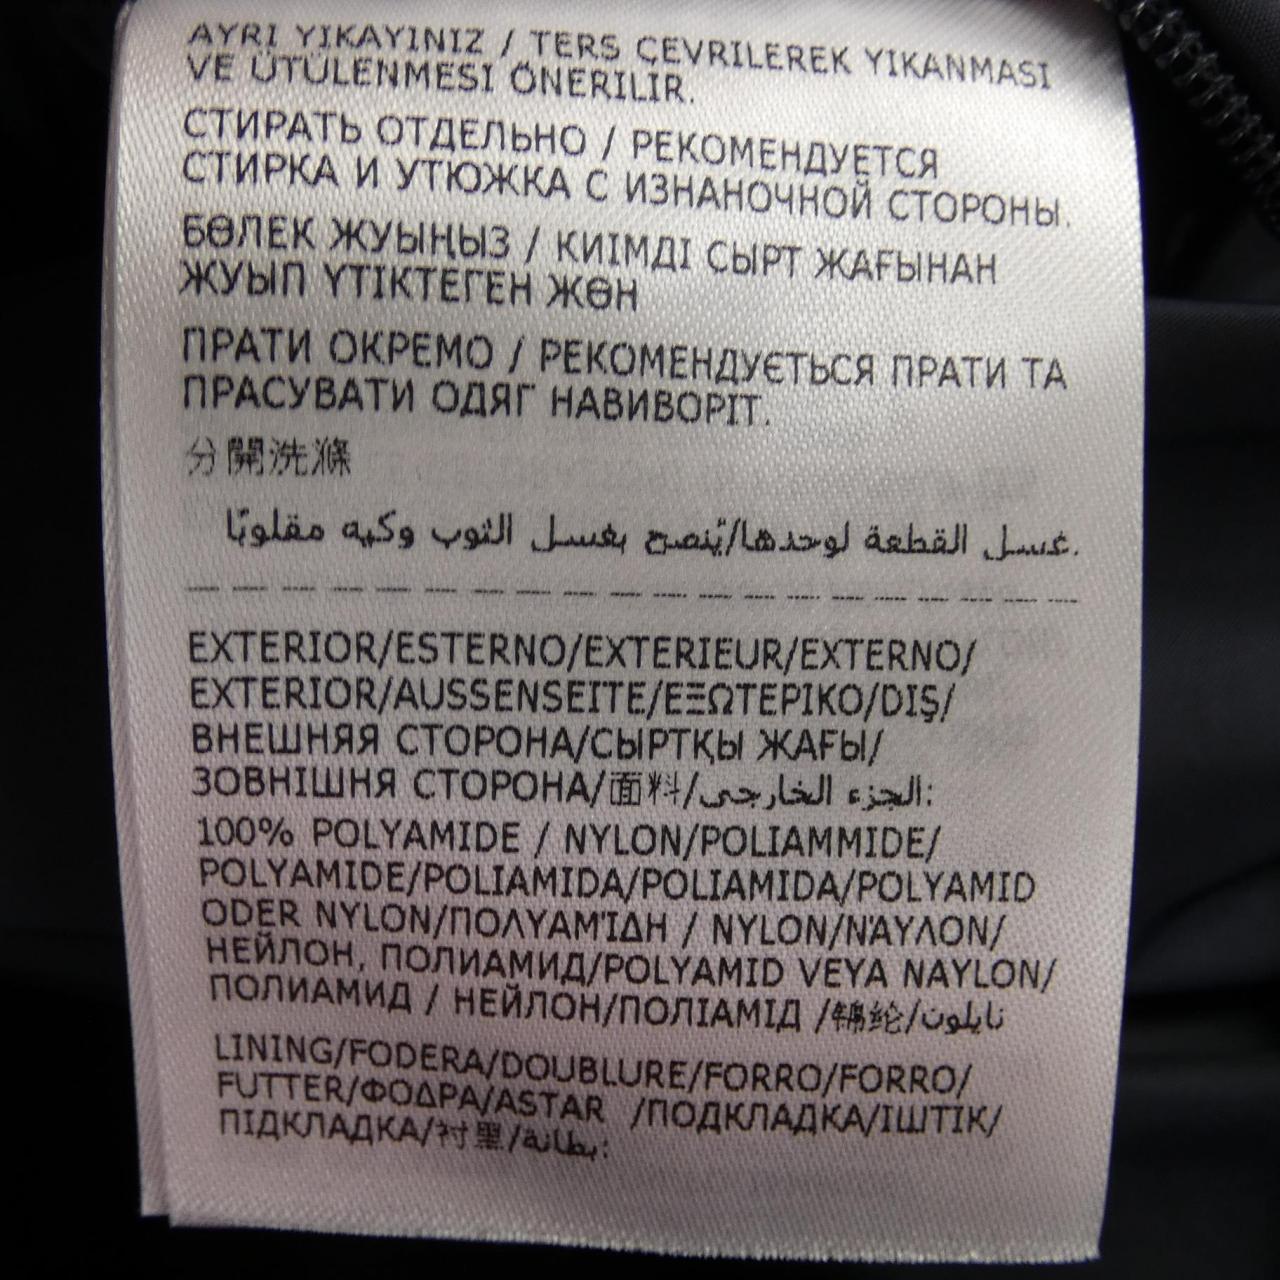 AYRI YIKAYINIZ / TERS ÇEVRILEREK YIKANMASI
VE ÜTÜLENMESI ÖNERILIR.
СТИРАТЬ ОТДЕЛЬНО / РЕКОМЕНДУЕТСЯ
СТИРКА И УТЮЖКА С ИЗНАНОЧНОЙ СТОРОНЫ.
БӨЛЕК ЖУЫҢЫЗ / КИІМДІ СЫРТ ЖАҒЫНАН
ЖУЫП ҮТІКТЕГЕН ЖӨН
ПРАТИ ОКРЕМО / РЕКОМЕНДУЄТЬСЯ ПРАТИ ТА
ПРАСУВАТИ ОДЯГ НАВИВОРІТ.
分開洗滌
غسل القطعة لوحدها/يُنصح بغسل الثوب وكيه مقلوبًا.
EXTERIOR/ESTERNO/EXTERIEUR/EXTERNO/
EXTERIOR/AUSSENSEITE/ΕΞΩΤΕΡΙΚΟ/DIŞ/
ВНЕШНЯЯ СТОРОНА/СЫРТҚЫ ЖАҒЫ/
ЗОВНІШНЯ СТОРОНА/面料/الجزء الخارجي:
100% POLYAMIDE / NYLON/POLIAMMIDE/
POLYAMIDE/POLIAMIDA/POLIAMIDA/POLYAMID
ODER NYLON/ΠΟΛΥΑΜΊΔΗ / NYLON/ΝΆΥΛΟΝ/
НЕЙЛОН, ПОЛИАМИД/POLYAMID VEYA NAYLON/
ПОЛИАМИД / НЕЙЛОН/ПОЛІАМІД /锦纶/نايلون
LINING/FODERA/DOUBLURE/FORRO/FORRO/
FUTTER/ΦΟΔΡΑ/ASTAR /ПОДКЛАДКА/ІШТІК/
ПІДКЛАДКА/衬里/بطانة: